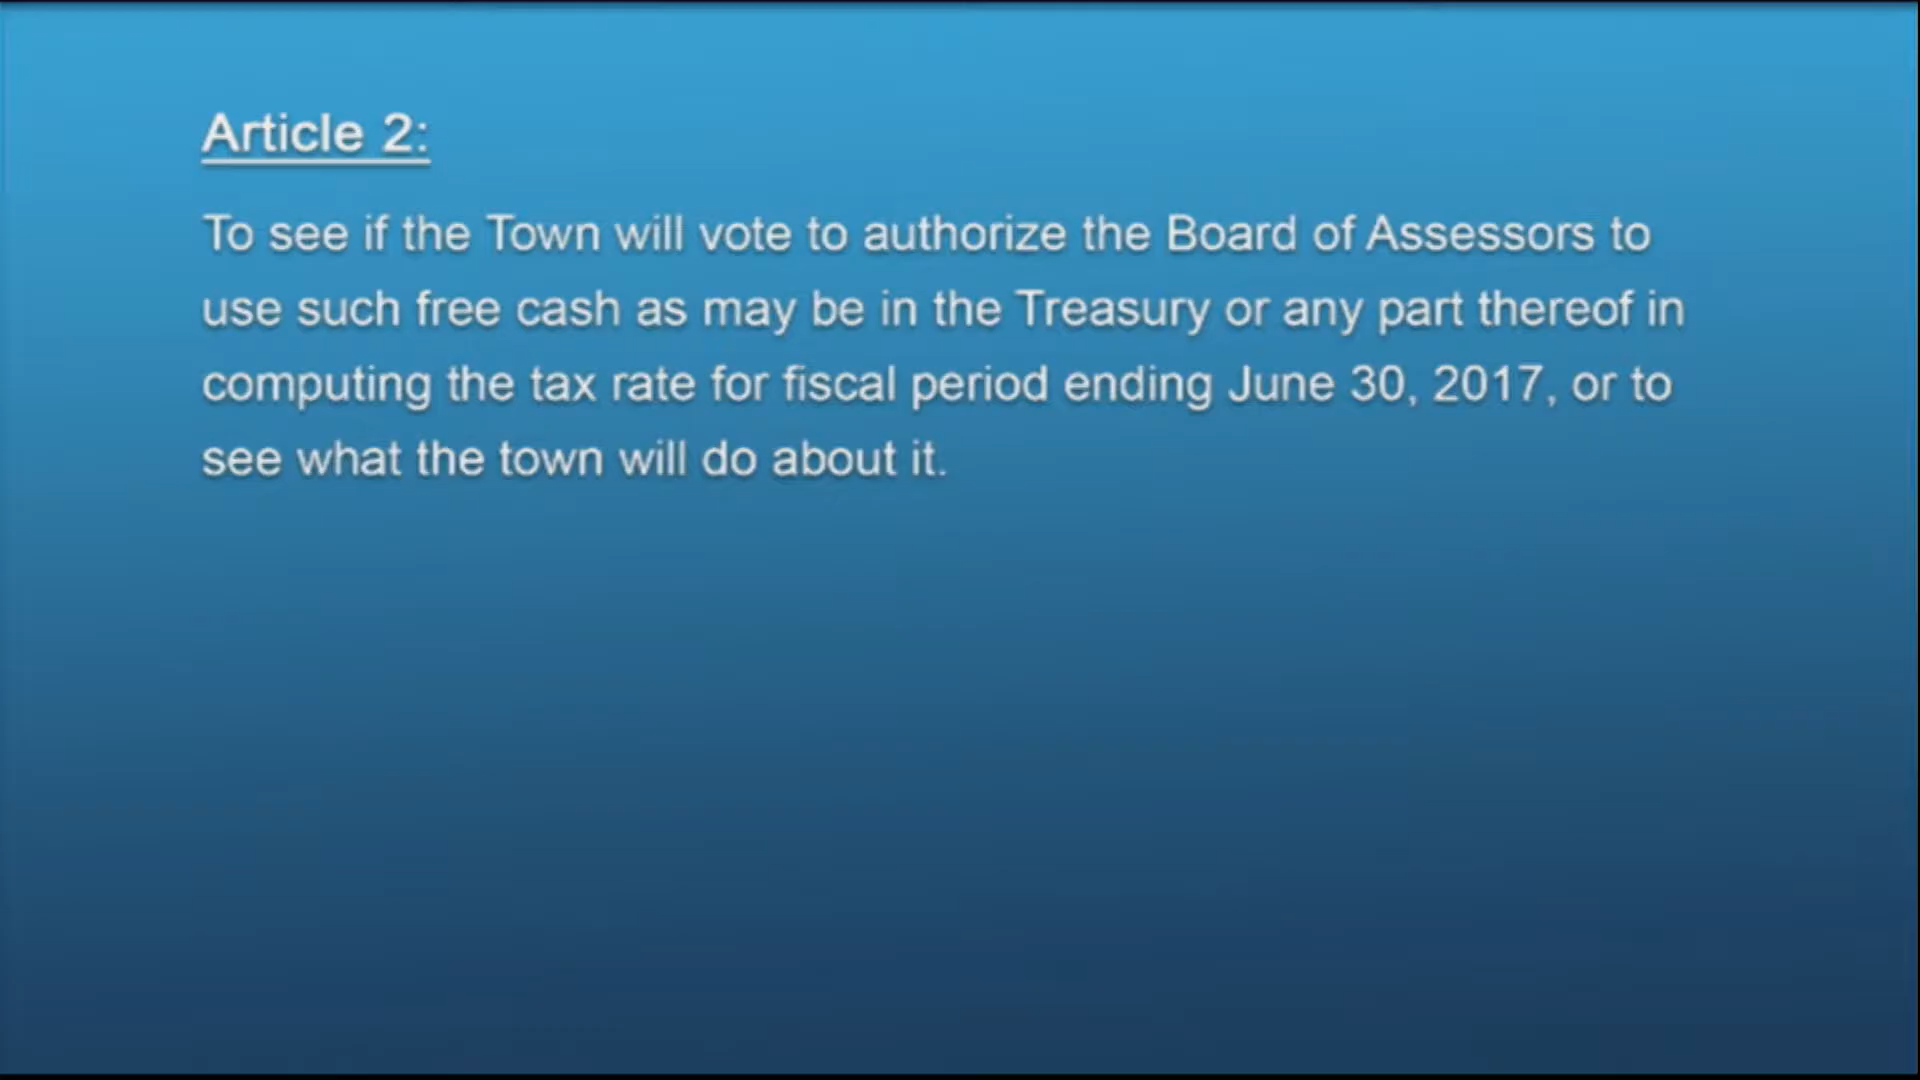 Article 2:
To see if the Town will vote to authorize the Board of Assessors to
use such free cash as may be in the Treasury or any part thereof in
computing the tax rate for fiscal period ending June 30, 2017, or to
see what the town will do about it.